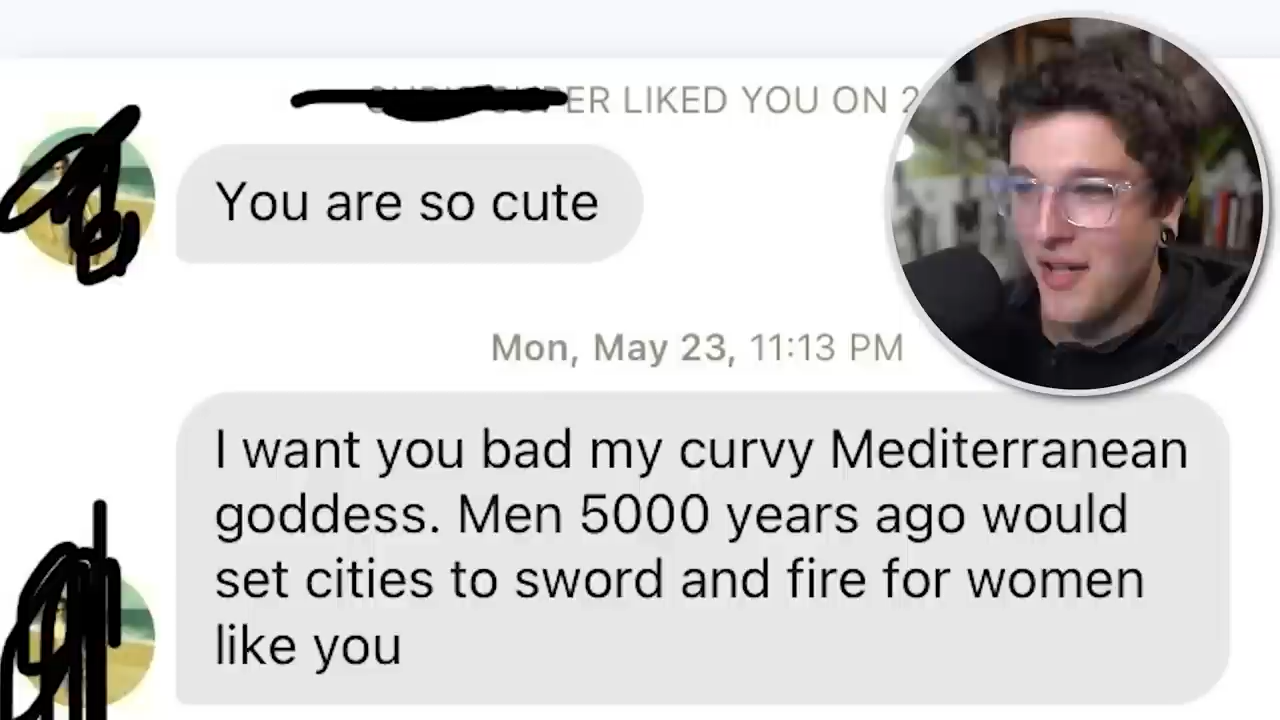 ER LIKED YOU ON 2
You are so cute
Mon, May 23, 11:13 PM
I want you bad my curvy Mediterranean
goddess. Men 5000 years ago would
set cities to sword and fire for women
like you